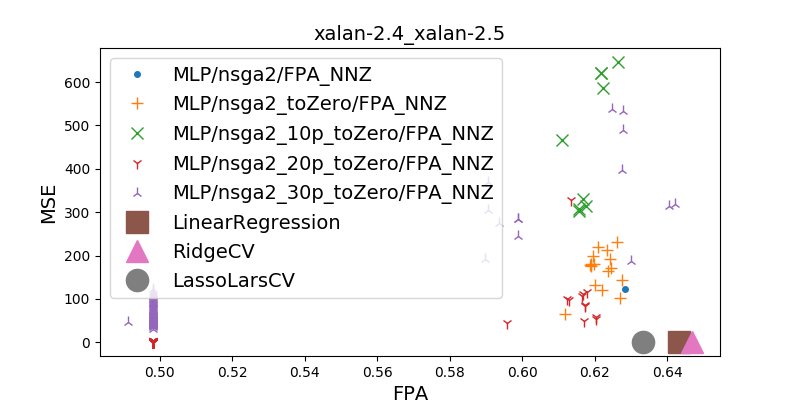 xalan-2.4_xalan-2.5
MSE
600
500
400
300
200
100
0
MLP/nsga2/FPA_NNZ
MLP/nsga2_toZero/FPA_NNZ
MLP/nsga2_10p_toZero/FPA_NNZ
MLP/nsga2_20p_toZero/FPA_NNZ
MLP/nsga2_30p_toZero/FPA_NNZ
LinearRegression
RidgeCV
LassoLarsCV
0.50 0.52 0.54 0.56 0.58 0.60 0.62 0.64
FPA